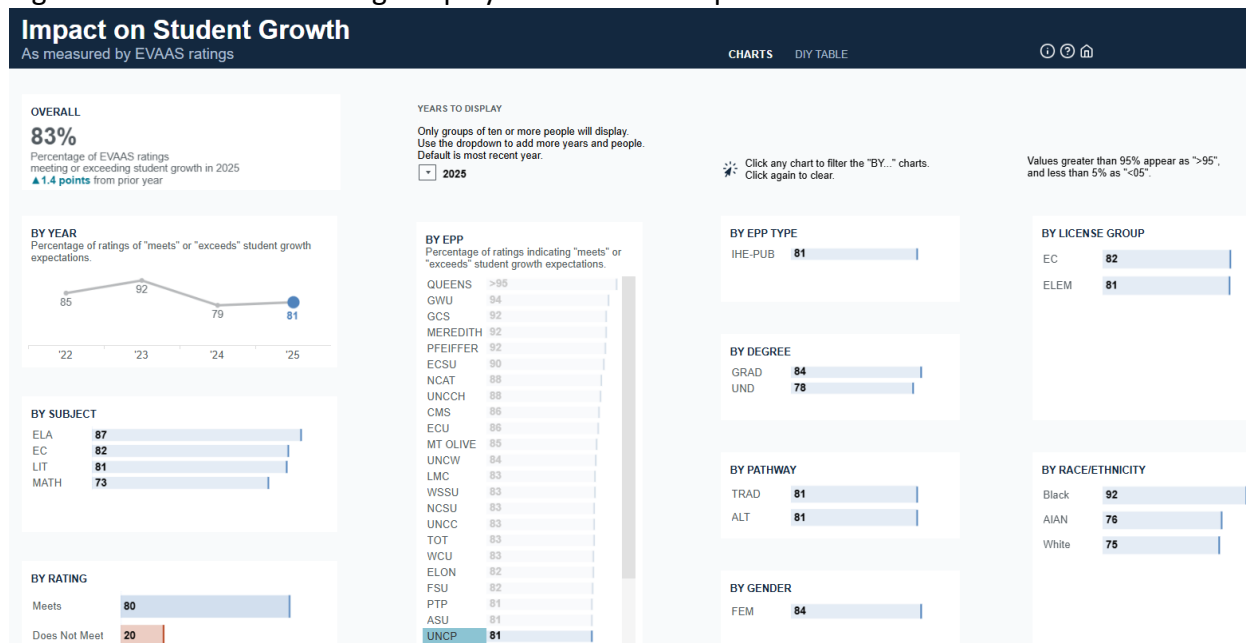 Impact on Student Growth
As measured by EVAAS ratings
CHARTS DIY TABLE
OVERALL
83%
Percentage of EVAAS ratings
meeting or exceeding student growth in 2025
▲1.4 points from prior year
YEARS TO DISPLAY
Only groups of ten or more people will display.
Use the dropdown to add more years and people.
Default is most recent year.
2025
Click any chart to filter the "BY..." charts.
Click again to clear.
Values greater than 95% appear as ">95",
and less than 5% as "<05".
BY YEAR
Percentage of ratings of "meets" or "exceeds" student growth
expectations.
85 92 79 81
'22 '23 '24 '25
BY SUBJECT
ELA 87
EC 82
LIT 81
MATH 73
BY RATING
Meets 80
Does Not Meet 20
BY EPP
Percentage of ratings indicating "meets" or
"exceeds" student growth expectations.
QUEENS >95
GWU 94
GCS 92
MEREDITH 92
PFEIFFER 92
ECSU 90
NCAT 88
UNCCH 88
CMS 86
ECU 86
MT OLIVE 85
UNCW 84
LMC 83
WSSU 83
NCSU 83
UNCC 83
TOT 83
WCU 83
ELON 82
FSU 82
PTP 81
ASU 81
UNCP 81
BY EPP TYPE
IHE-PUB 81
BY DEGREE
GRAD 84
UND 78
BY PATHWAY
TRAD 81
ALT 81
BY GENDER
FEM 84
BY LICENSE GROUP
EC 82
ELEM 81
BY RACE/ETHNICITY
Black 92
AIAN 76
White 75